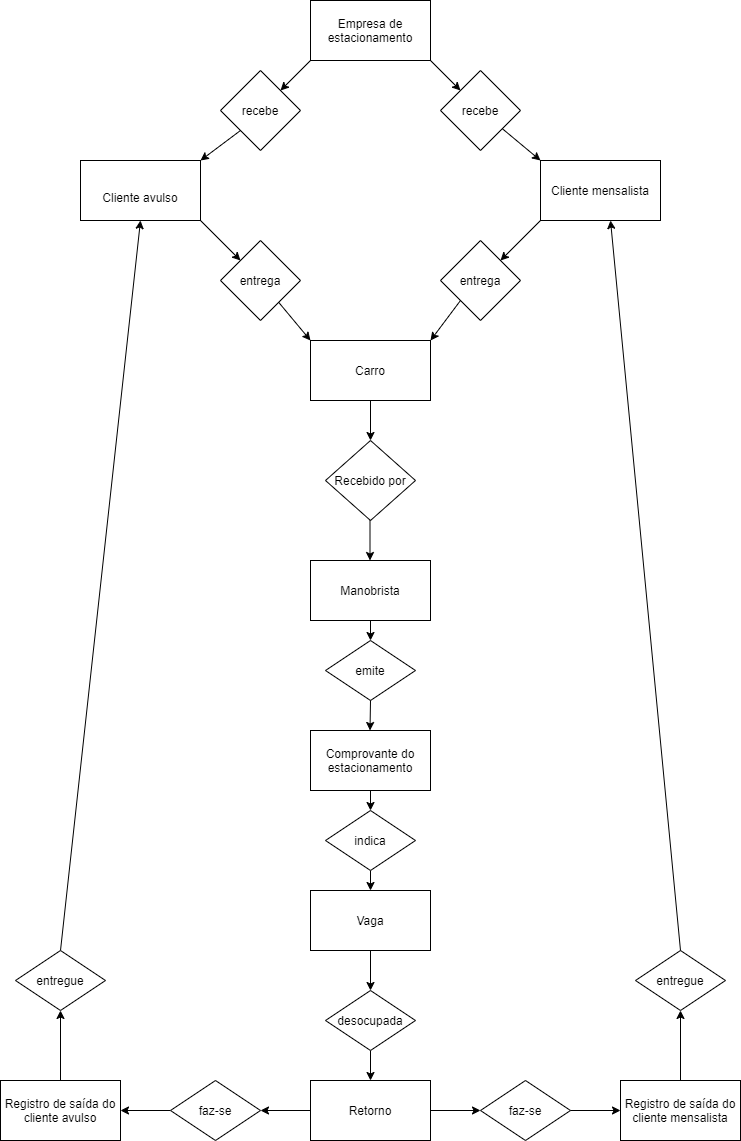 Empresa de
estacionamento
recebe
recebe
Cliente avulso
Cliente mensalista
entrega
entrega
Carro
Recebido por
Manobrista
emite
Comprovante do
estacionamento
indica
Vaga
entregue
entregue
desocupada
Registro de saída do
cliente avulso
faz-se
Retorno
faz-se
Registro de saída do
cliente mensalista